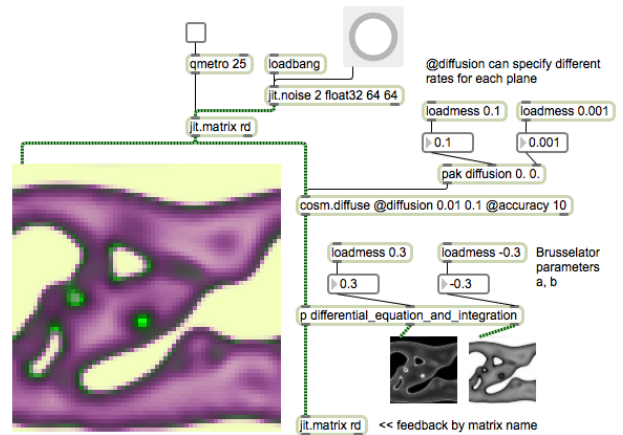 qmetro 25
loadbang
@diffusion can specify different
rates for each plane
jit.noise 2 float32 64 64
loadmess 0.1
loadmess 0.001
jit.matrix rd
0.1
0.001
pak diffusion 0. 0.
cosm.diffuse @diffusion 0.01 0.1 @accuracy 10
loadmess 0.3
loadmess -0.3
Brusselator
parameters
a, b
0.3
-0.3
p differential_equation_and_integration
jit.matrix rd
<< feedback by matrix name